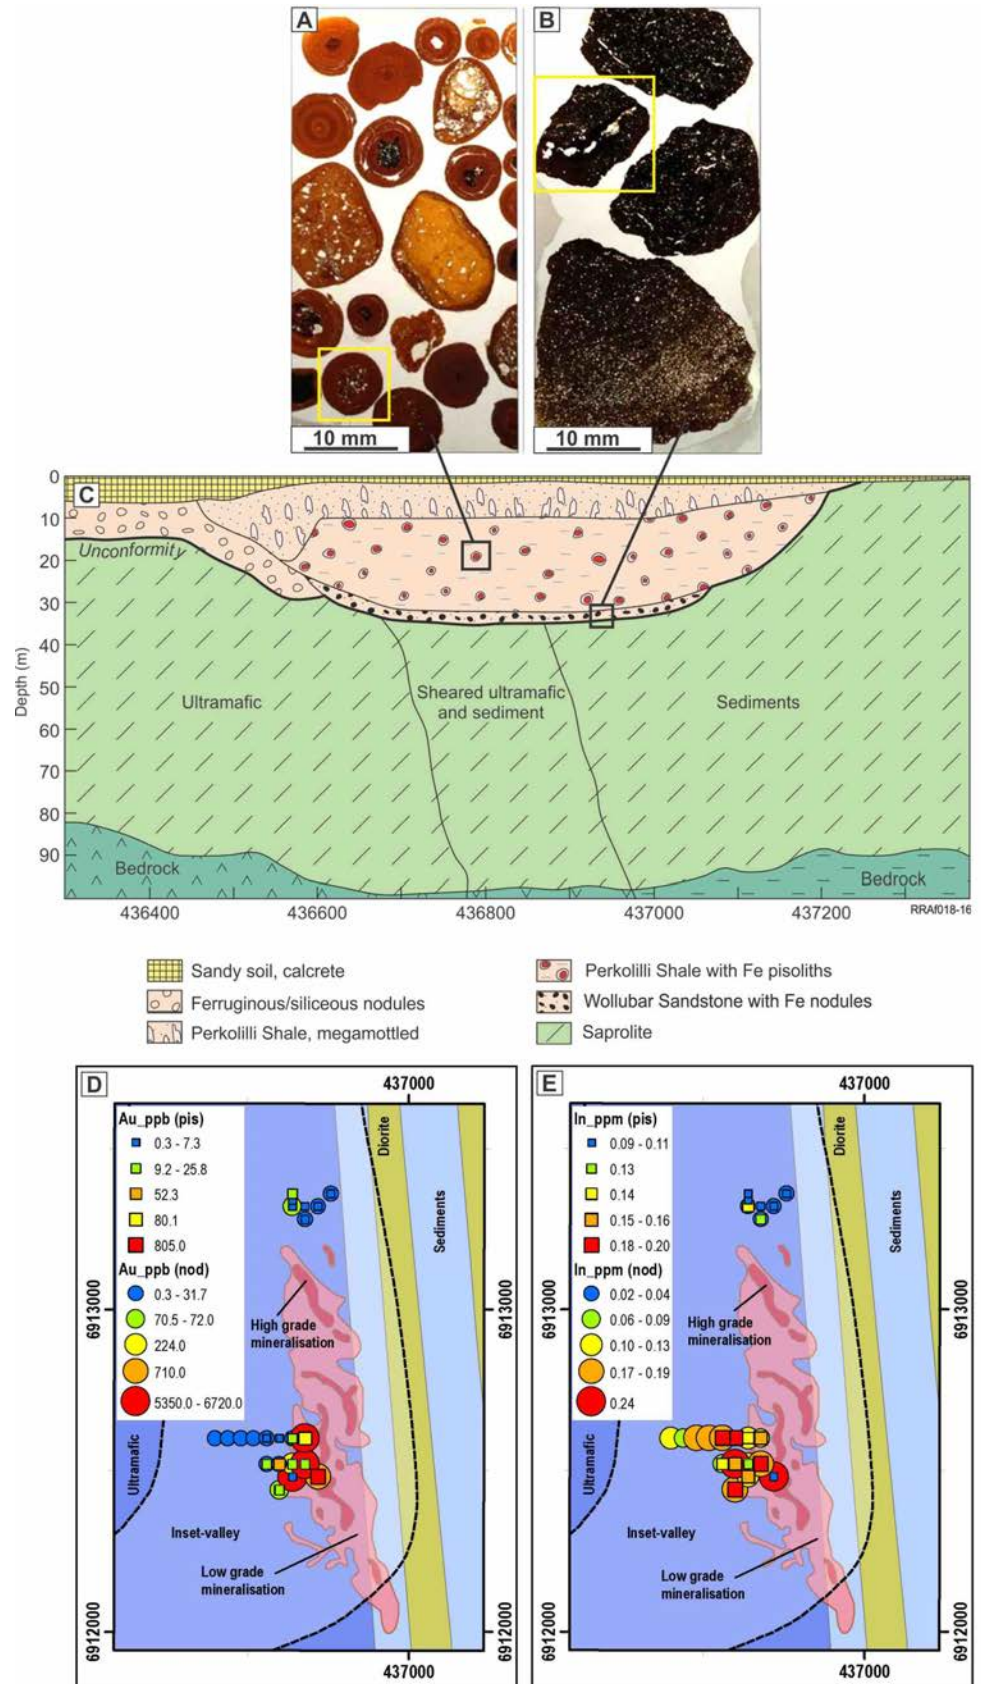 A
B
10 mm
10 mm
C
0
10
20
30
40
50
60
70
80
90
Depth (m)
Unconformity
Ultramafic
Sheared ultramafic
and sediment
Sediments
Bedrock
Bedrock
436400
436600
436800
437000
437200
RRAf018-16
Sandy soil, calcrete
Ferruginous/siliceous nodules
Perkolilli Shale, megamottled
Perkolilli Shale with Fe pisoliths
Wollubar Sandstone with Fe nodules
Saprolite
D
437000
Au_ppb (pis)
0.3 - 7.3
9.2 - 25.8
52.3
80.1
805.0
Au_ppb (nod)
0.3 - 31.7
70.5 - 72.0
224.0
710.0
5350.0 - 6720.0
Diorite
Sediments
6913000
High grade
mineralisation
Ultramafic
Inset-valley
Low grade
mineralisation
6912000
437000
E
437000
In_ppm (pis)
0.09 - 0.11
0.13
0.14
0.15 - 0.16
0.18 - 0.20
In_ppm (nod)
0.02 - 0.04
0.06 - 0.09
0.10 - 0.13
0.17 - 0.19
0.24
Diorite
Sediments
6913000
High grade
mineralisation
Ultramafic
Inset-valley
Low grade
mineralisation
6912000
437000